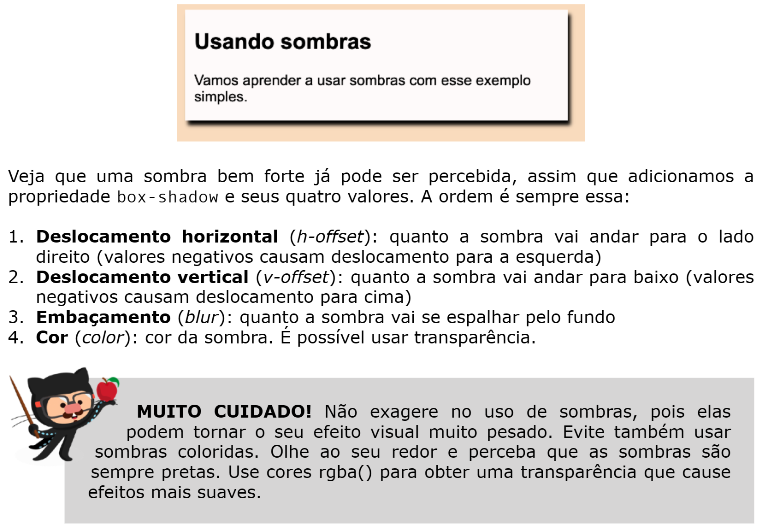 Usando sombras
Vamos aprender a usar sombras com esse exemplo
simples.
Veja que uma sombra bem forte já pode ser percebida, assim que adicionamos a
propriedade box-shadow e seus quatro valores. A ordem é sempre essa:
1. Deslocamento horizontal (h-offset): quanto a sombra vai andar para o lado
direito (valores negativos causam deslocamento para a esquerda)
2. Deslocamento vertical (v-offset): quanto a sombra vai andar para baixo (valores
negativos causam deslocamento para cima)
3. Embaçamento (blur): quanto a sombra vai se espalhar pelo fundo
4. Cor (color): cor da sombra. É possível usar transparência.
MUITO CUIDADO! Não exagere no uso de sombras, pois elas
podem tornar o seu efeito visual muito pesado. Evite também usar
sombras coloridas. Olhe ao seu redor e perceba que as sombras são
sempre pretas. Use cores rgba() para obter uma transparência que cause
efeitos mais suaves.